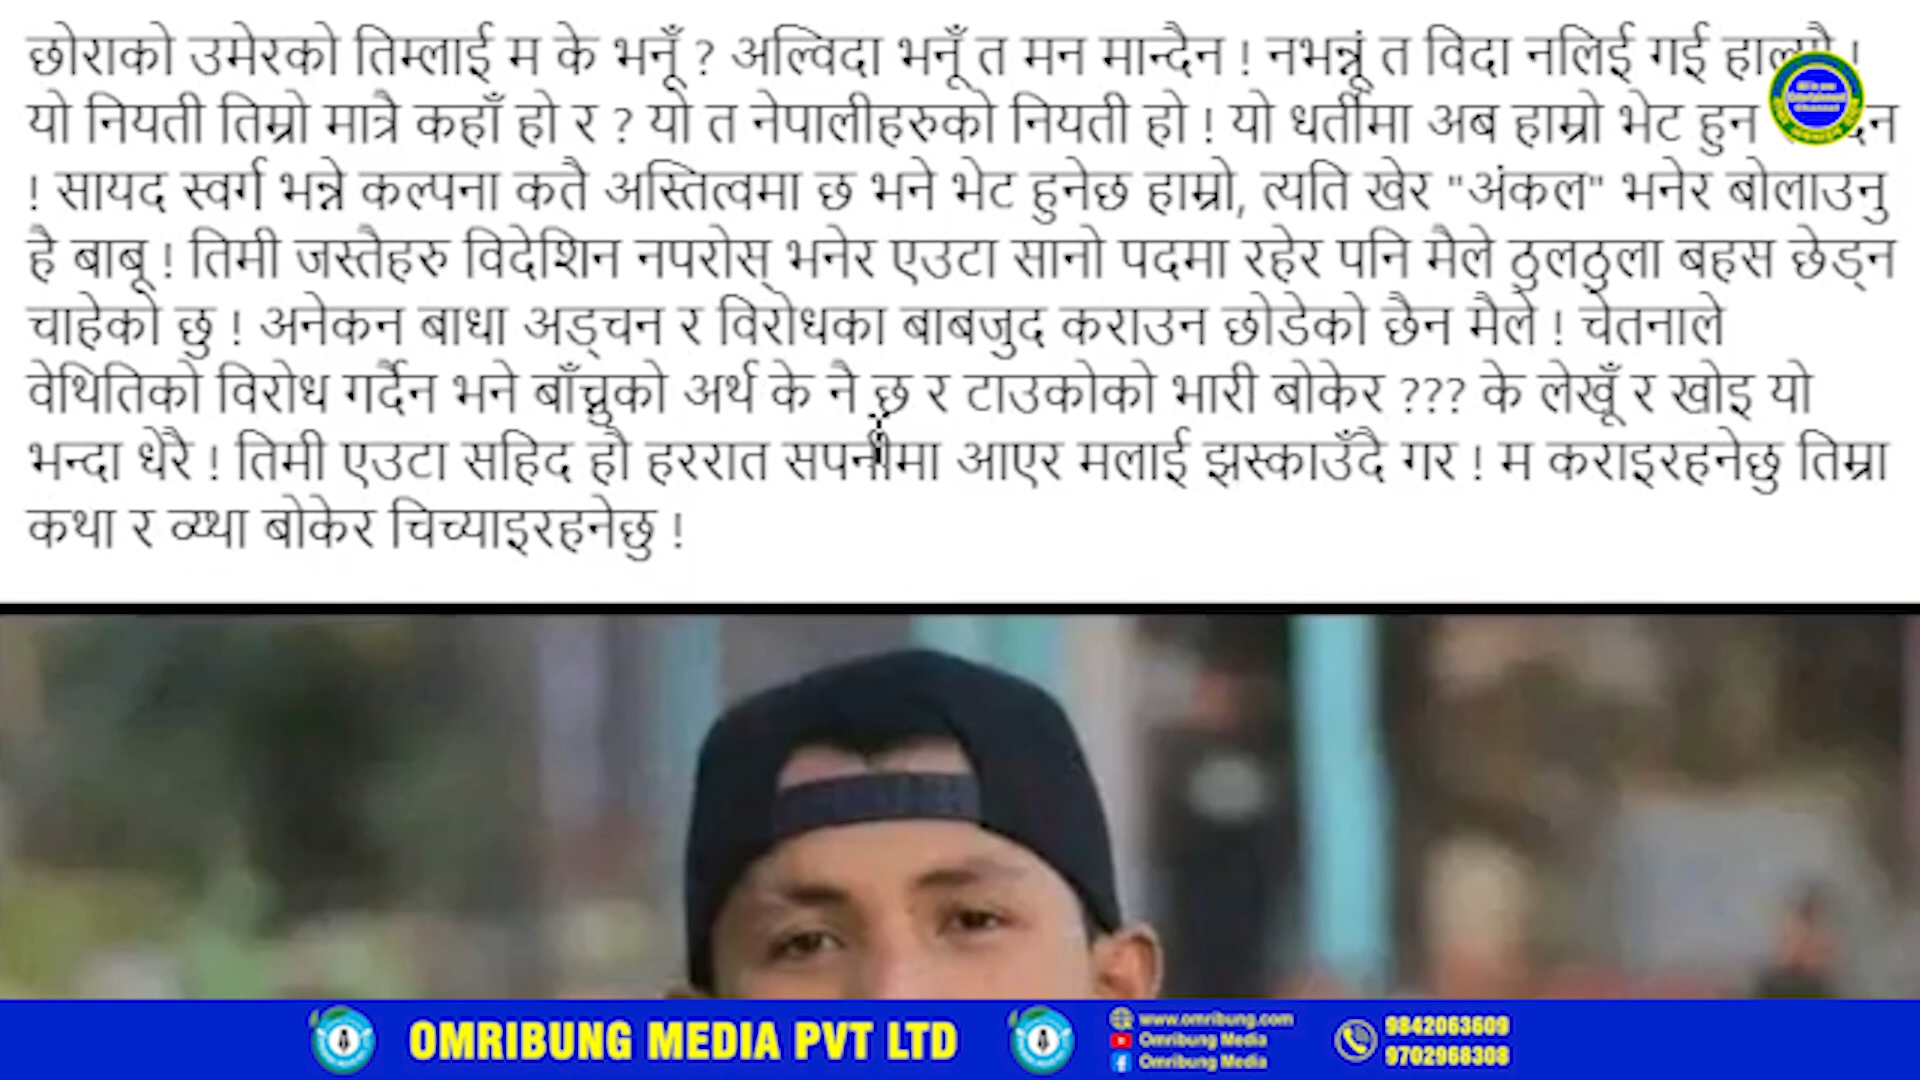 छोराको उमेरको तिम्लाई म के भनूँ ? अल्विदा भनूँ त मन मान्दैन ! नभन्नूं त विदा नलिई गई !
यो नियती तिम्रो मात्रै कहाँ हो र ? यो त नेपालीहरुको नियती हो ! यो धर्तीमा अब हाम्रो भेट हुन
! सायद स्वर्ग भन्ने कल्पना कतै अस्तित्वमा छ भने भेट हुनेछ हाम्रो, त्यति खेर "अंकल" भनेर बोलाउनु
है बाबू ! तिमी जस्तैहरु विदेशिन नपरोस् भनेर एउटा सानो पदमा रहेर पनि मैले ठुलठुला बहस छेड्न
चाहेको छु ! अनेकन बाधा अड्चन र विरोधका बाबजुद कराउन छोडेको छैन मैले ! चेतनाले
वेथितिको विरोध गर्दैन भने बाँच्नुको अर्थ के नै छ र टाउकोको भारी बोकेर ??? के लेखूँ र खोइ यो
भन्दा धेरै ! तिमी एउटा सहिद हौ हररात सपनीमा आएर मलाई झस्काउँदै गर ! म कराइरहनेछु तिम्रा
कथा र व्यथा बोकेर चिच्याइरहनेछु !
OMRIBUNG MEDIA PVT LTD
www.omribung.com
Omribung Media
Omribung Media
9842063609
9702968308